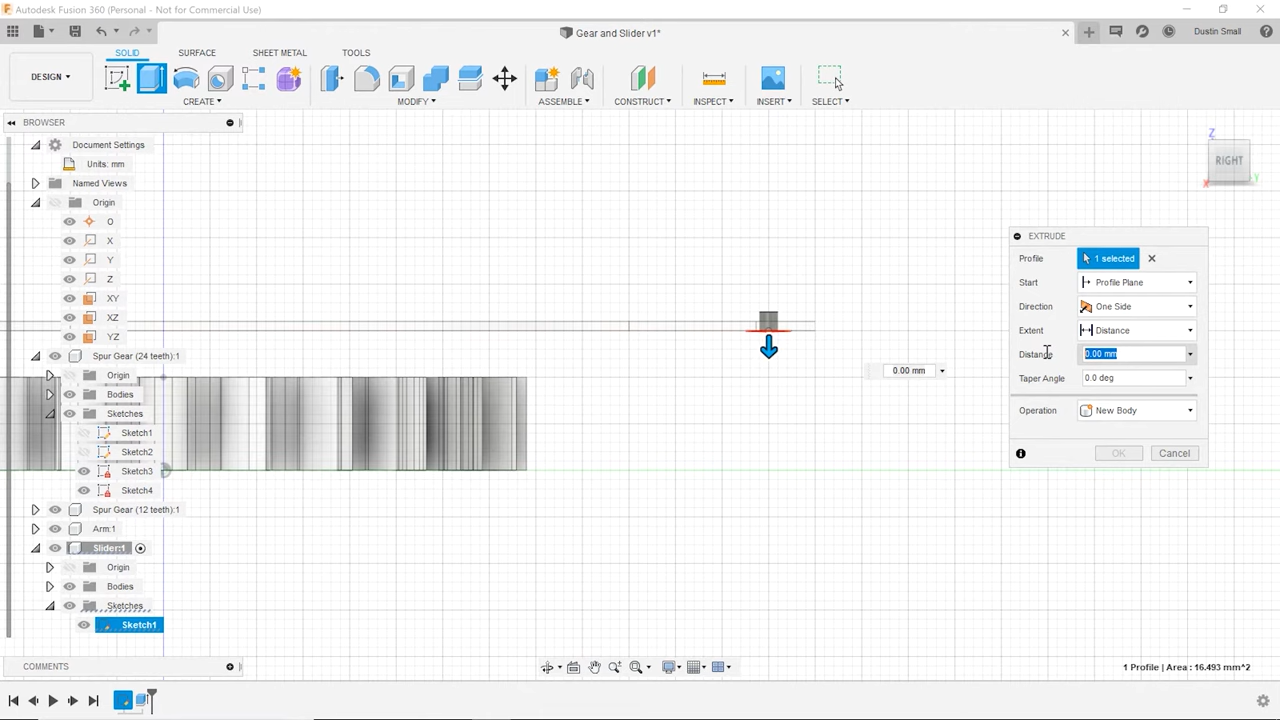 Autodesk Fusion 360 (Personal - Not for Commercial Use)
Gear and Slider v1*
Dustin Small
DESIGN
SOLID SURFACE SHEET METAL TOOLS
CREATE MODIFY ASSEMBLE CONSTRUCT INSPECT INSERT SELECT
BROWSER
Document Settings
Units: mm
Named Views
Origin
O
X
Y
Z
XY
XZ
YZ
Spur Gear (24 teeth):1
Origin
Bodies
Sketches
Sketch1
Sketch2
Sketch3
Sketch4
Spur Gear (12 teeth):1
Arm:1
Slider:1
Origin
Bodies
Sketches
Sketch1
COMMENTS
0.00 mm
Z
RIGHT
X
Y
EXTRUDE
Profile 1 selected
Start Profile Plane
Direction One Side
Extent Distance
Distance 0.00 mm
Taper Angle 0.0 deg
Operation New Body
OK Cancel
1 Profile | Area : 16.493 mm^2